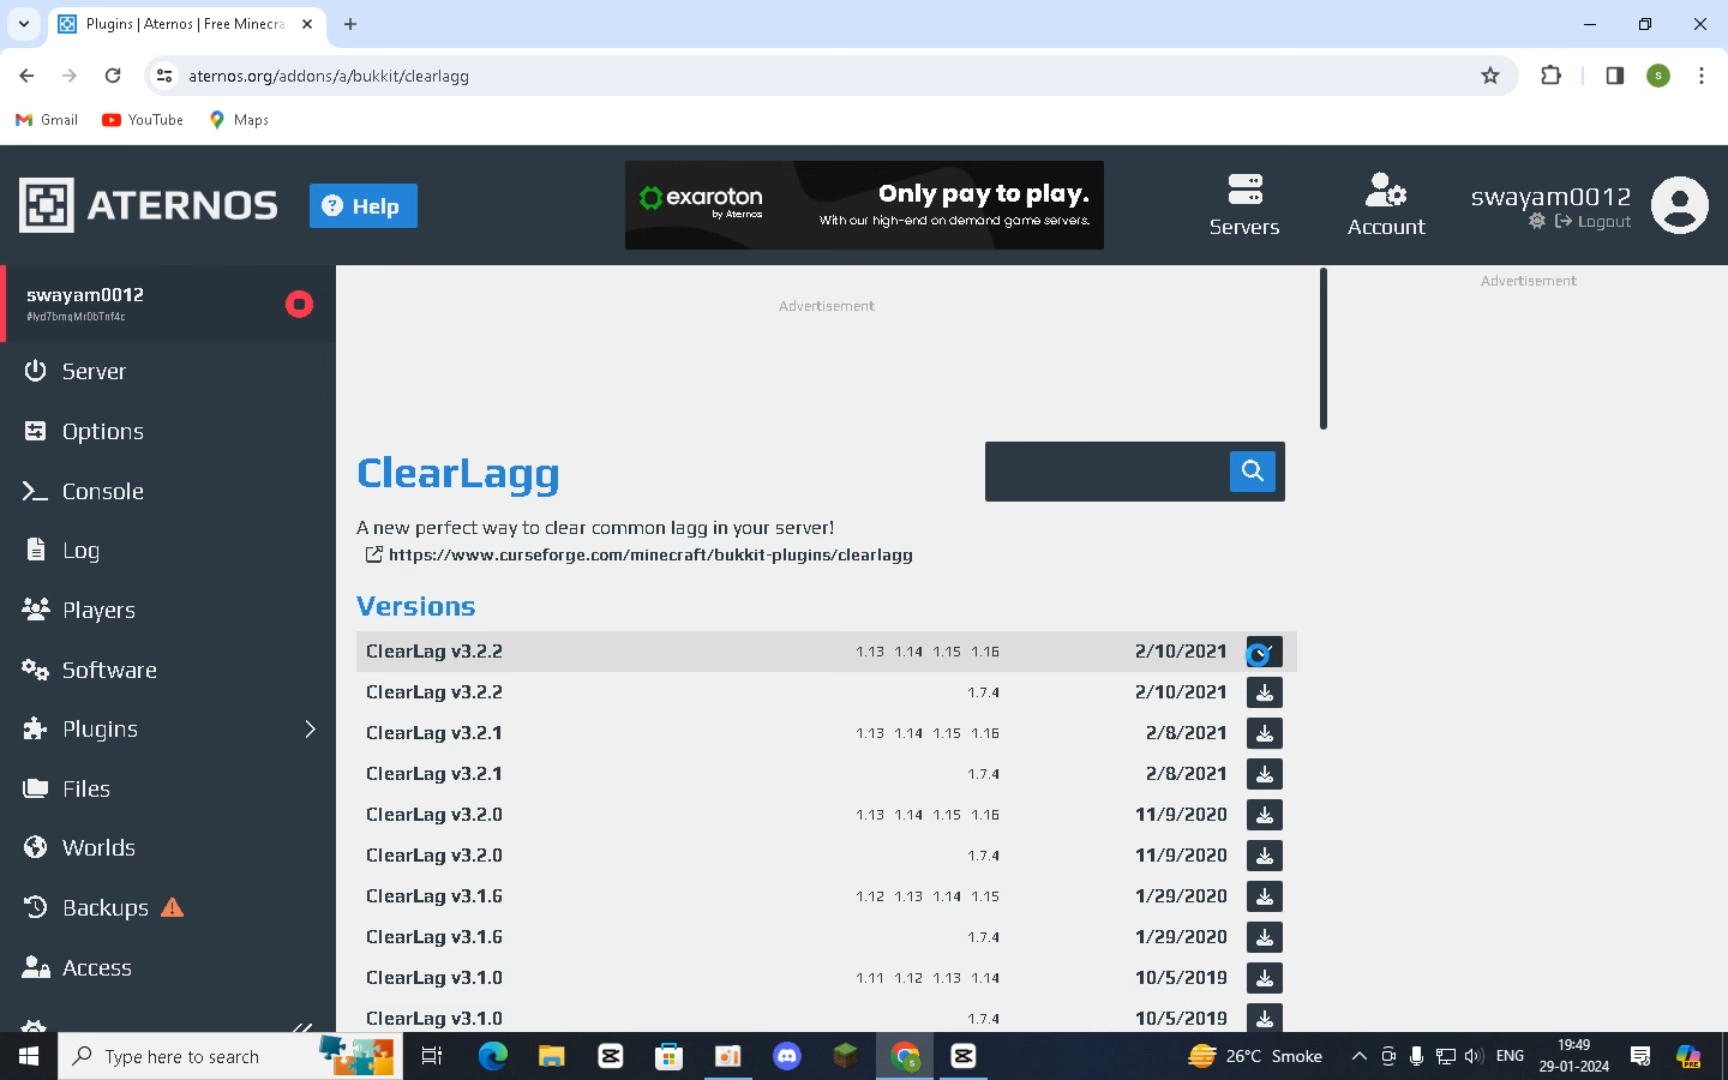 Plugins | Aternos | Free Minecra
aternos.org/addons/a/bukkit/clearlagg
S
Gmail YouTube Maps
ATERNOS
? Help
exaroton
by Aternos
Only pay to play.
With our high-end on demand game servers.
Servers
Account
swayam0012
Logout
swayam0012
Advertisement
Advertisement
Server
Options
Console
Log
Players
Software
Plugins
Files
Worlds
Backups
Access
ClearLagg
A new perfect way to clear common lagg in your server!
https://www.curseforge.com/minecraft/bukkit-plugins/clearlagg
Versions
ClearLag v3.2.2 1.13 1.14 1.15 1.16 2/10/2021
ClearLag v3.2.2 1.7.4 2/10/2021
ClearLag v3.2.1 1.13 1.14 1.15 1.16 2/8/2021
ClearLag v3.2.1 1.7.4 2/8/2021
ClearLag v3.2.0 1.13 1.14 1.15 1.16 11/9/2020
ClearLag v3.2.0 1.7.4 11/9/2020
ClearLag v3.1.6 1.12 1.13 1.14 1.15 1/29/2020
ClearLag v3.1.6 1.7.4 1/29/2020
ClearLag v3.1.0 1.11 1.12 1.13 1.14 10/5/2019
ClearLag v3.1.0 1.7.4 10/5/2019
Type here to search
26°C Smoke
ENG
19:49
29-01-2024